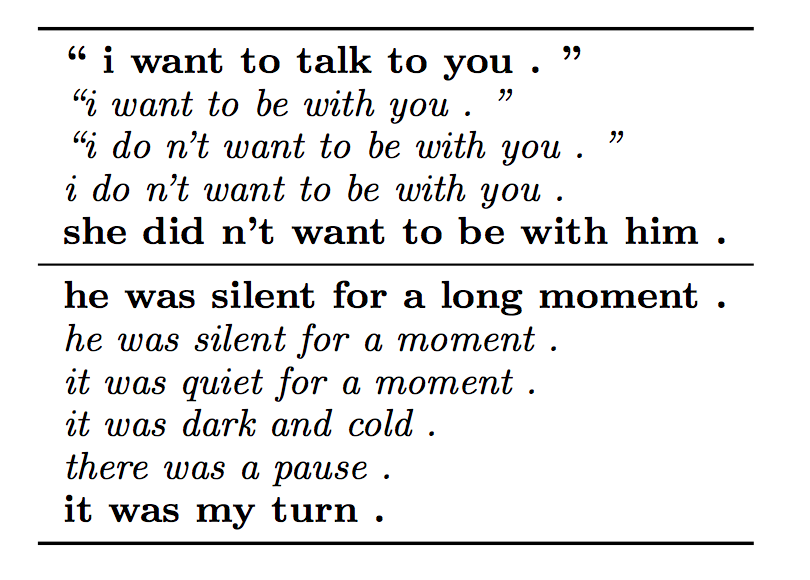 “ i want to talk to you . ”
“i want to be with you . ”
“i do n’t want to be with you . ”
i do n’t want to be with you .
she did n’t want to be with him .
he was silent for a long moment .
he was silent for a moment .
it was quiet for a moment .
it was dark and cold .
there was a pause .
it was my turn .